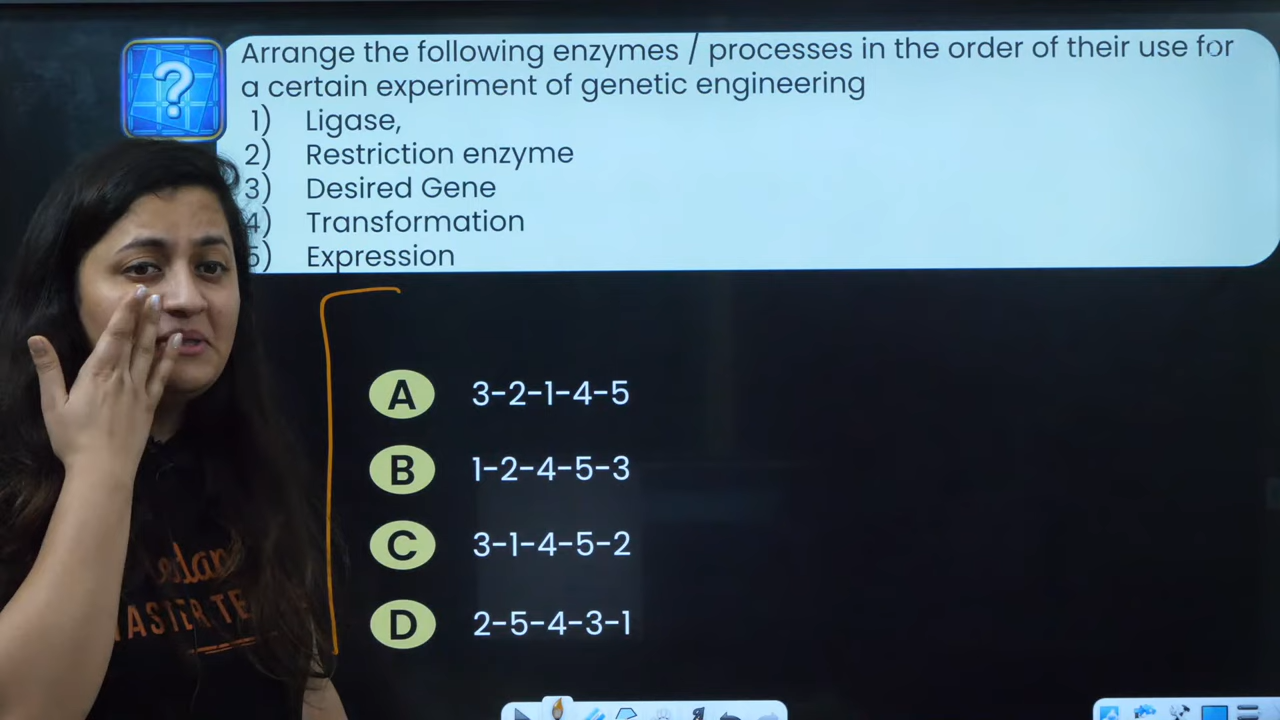 Arrange the following enzymes / processes in the order of their use for
a certain experiment of genetic engineering
1) Ligase,
2) Restriction enzyme
3) Desired Gene
4) Transformation
5) Expression
A 3-2-1-4-5
B 1-2-4-5-3
C 3-1-4-5-2
D 2-5-4-3-1